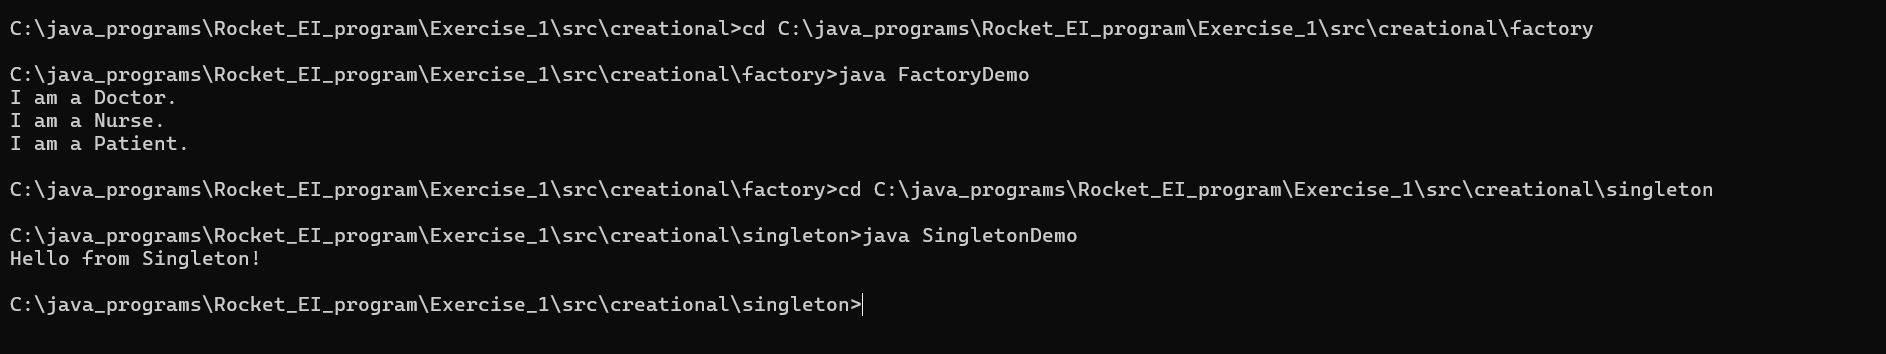 C:\java_programs\Rocket_EI_program\Exercise_1\src\creational>cd C:\java_programs\Rocket_EI_program\Exercise_1\src\creational\factory
C:\java_programs\Rocket_EI_program\Exercise_1\src\creational\factory>java FactoryDemo
I am a Doctor.
I am a Nurse.
I am a Patient.
C:\java_programs\Rocket_EI_program\Exercise_1\src\creational\factory>cd C:\java_programs\Rocket_EI_program\Exercise_1\src\creational\singleton
C:\java_programs\Rocket_EI_program\Exercise_1\src\creational\singleton>java SingletonDemo
Hello from Singleton!
C:\java_programs\Rocket_EI_program\Exercise_1\src\creational\singleton>